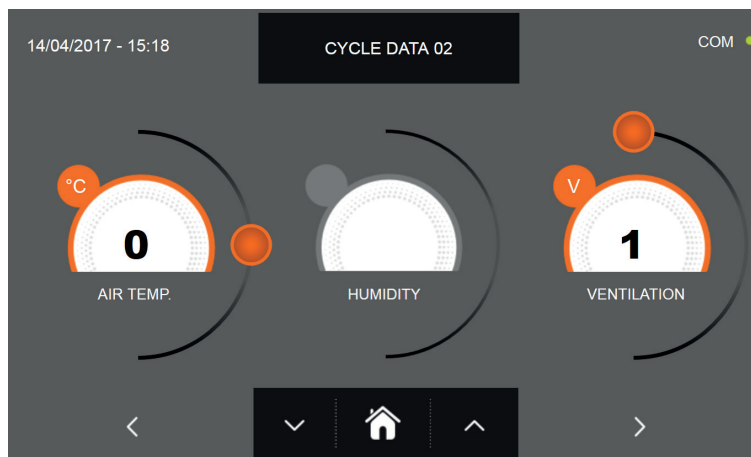 14/04/2017 - 15:18
CYCLE DATA 02
COM
°C
0
AIR TEMP.
HUMIDITY
V
1
VENTILATION